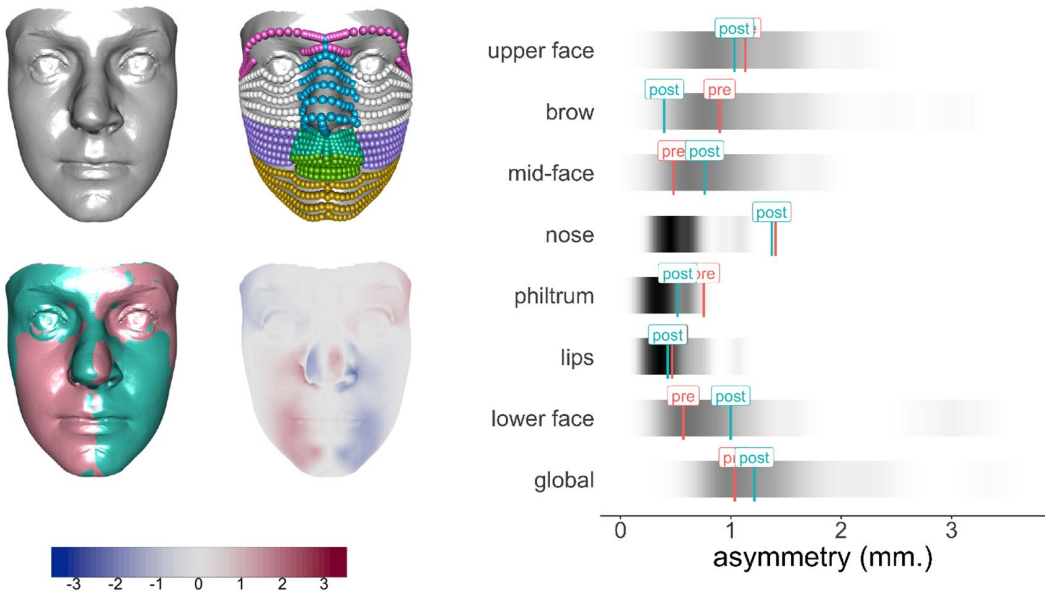 post
upper face
post
pre
brow
pre
post
mid-face
post
nose
post
pre
philtrum
post
lips
pre
post
lower face
post
global
0 1 2 3
asymmetry (mm.)
-3 -2 -1 0 1 2 3